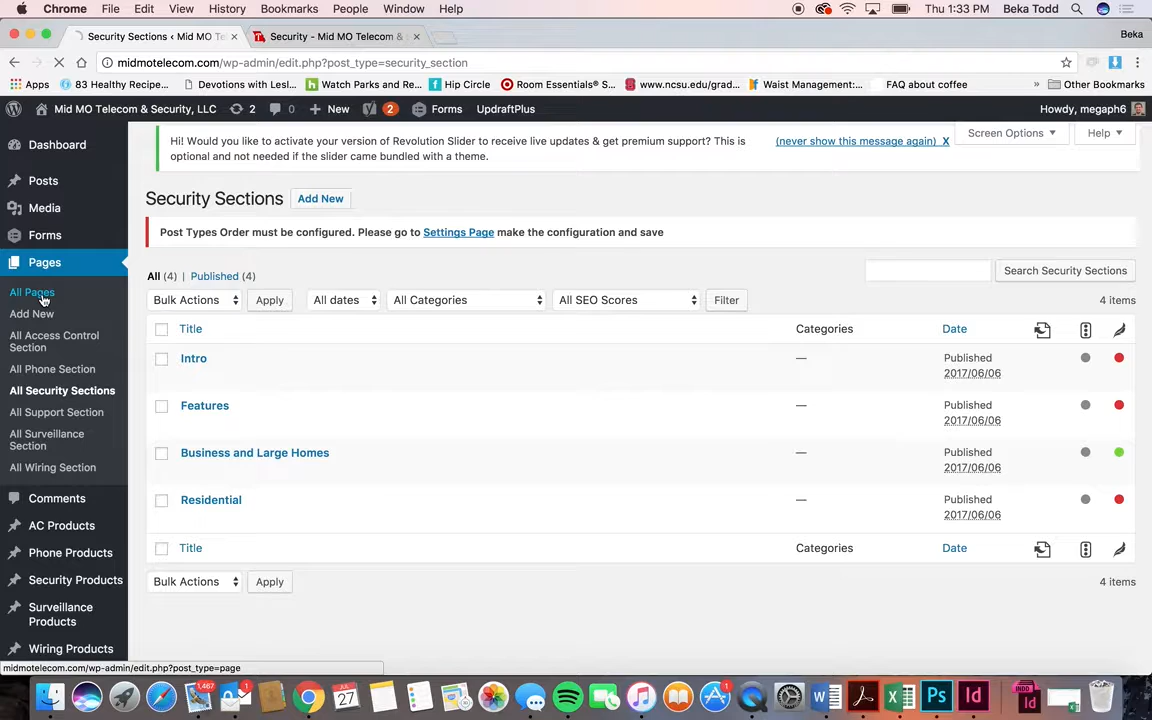 Chrome File Edit View History Bookmarks People Window Help Thu 1:33 PM Beka Todd
Security Sections ‹ Mid MO Te × Security - Mid MO Telecom & × Beka
midmotelecom.com/wp-admin/edit.php?post_type=security_section
Apps 83 Healthy Recipe... Devotions with Lesl... Watch Parks and Re... Hip Circle Room Essentials® S... www.ncsu.edu/grad... Waist Management:... FAQ about coffee » Other Bookmarks
Mid MO Telecom & Security, LLC 2 0 + New 2 Forms UpdraftPlus Howdy, megaph6
Hi! Would you like to activate your version of Revolution Slider to receive live updates & get premium support? This is
optional and not needed if the slider came bundled with a theme.
(never show this message again) X
Screen Options ▼ Help ▼
Dashboard
Posts
Media
Forms
Pages
All Pages
Add New
All Access Control
Section
All Phone Section
All Security Sections
All Support Section
All Surveillance
Section
All Wiring Section
Comments
AC Products
Phone Products
Security Products
Surveillance
Products
Wiring Products
Security Sections Add New
Post Types Order must be configured. Please go to Settings Page make the configuration and save
All (4) | Published (4)
Search Security Sections
Bulk Actions Apply All dates All Categories All SEO Scores Filter 4 items
Title Categories Date
Intro — Published
2017/06/06
Features — Published
2017/06/06
Business and Large Homes — Published
2017/06/06
Residential — Published
2017/06/06
Title Categories Date
Bulk Actions Apply 4 items
midmotelecom.com/wp-admin/edit.php?post_type=page
1,467
1
JUL
27
1
W
X
Ps
Id
INDD
Id